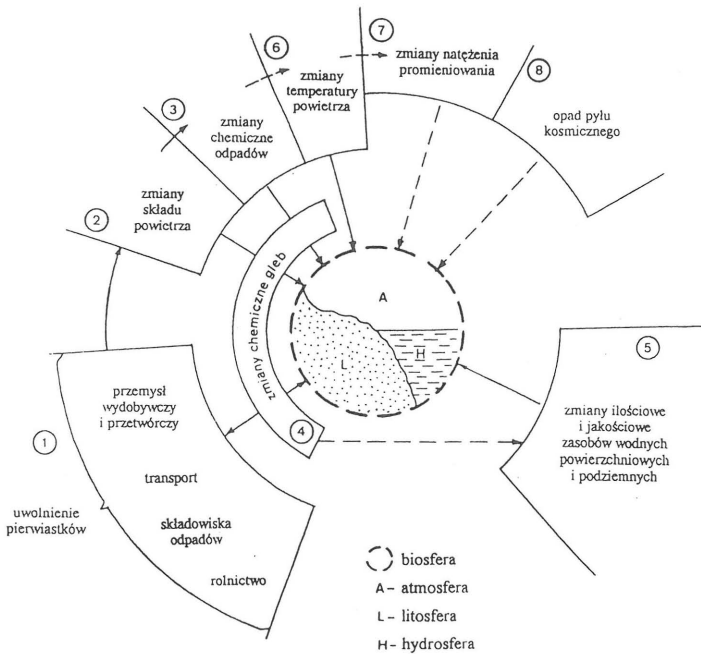 7
6
zmiany natężenia
promieniowania
8
zmiany
temperatury
powietrza
3
zmiany
chemiczne
odpadów
opad pyłu
kosmicznego
zmiany
składu
powietrza
2
zmiany chemiczne gleb
A
L
H
5
zmiany ilościowe
i jakościowe
zasobów wodnych
powierzchniowych
i podziemnych
4
1
przemysł
wydobywczy
i przetwórczy
transport
składowiska
odpadów
rolnictwo
uwolnienie
pierwiastków
biosfera
A – atmosfera
L – litosfera
H – hydrosfera